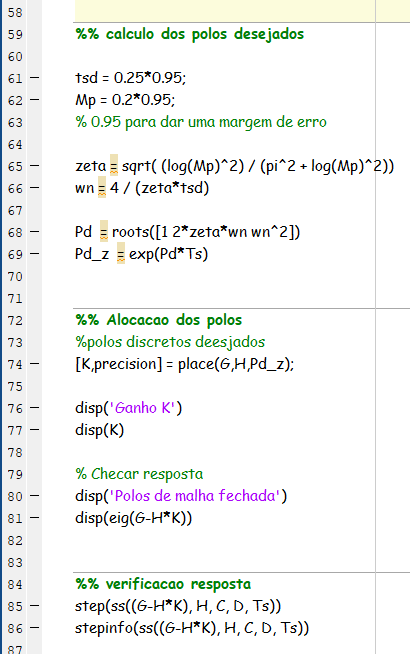 58
59 %% calculo dos polos desejados
60
61 – tsd = 0.25*0.95;
62 – Mp = 0.2*0.95;
63 % 0.95 para dar uma margem de erro
64
65 – zeta = sqrt( (log(Mp)^2) / (pi^2 + log(Mp)^2))
66 – wn = 4 / (zeta*tsd)
67
68 – Pd = roots([1 2*zeta*wn wn^2])
69 – Pd_z = exp(Pd*Ts)
70
71
72 %% Alocacao dos polos
73 %polos discretos deesjados
74 – [K,precision] = place(G,H,Pd_z);
75
76 – disp('Ganho K')
77 – disp(K)
78
79 % Checar resposta
80 – disp('Polos de malha fechada')
81 – disp(eig(G-H*K))
82
83
84 %% verificacao resposta
85 – step(ss((G-H*K), H, C, D, Ts))
86 – stepinfo(ss((G-H*K), H, C, D, Ts))
87